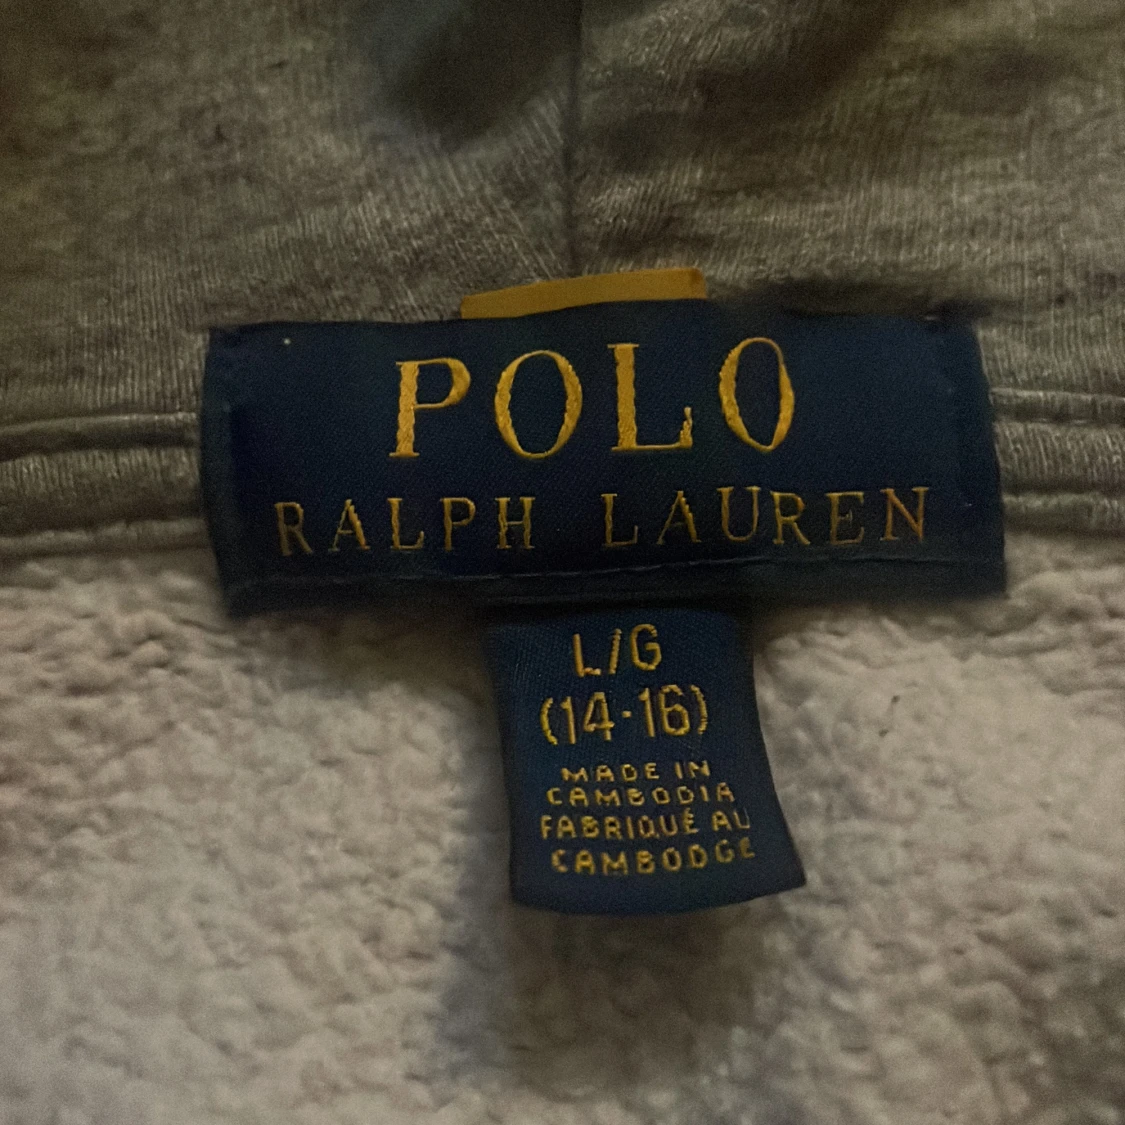 POLO
RALPH LAUREN
L/G
(14-16)
MADE IN
CAMBODIA
FABRIQUÉ AU
CAMBODGE